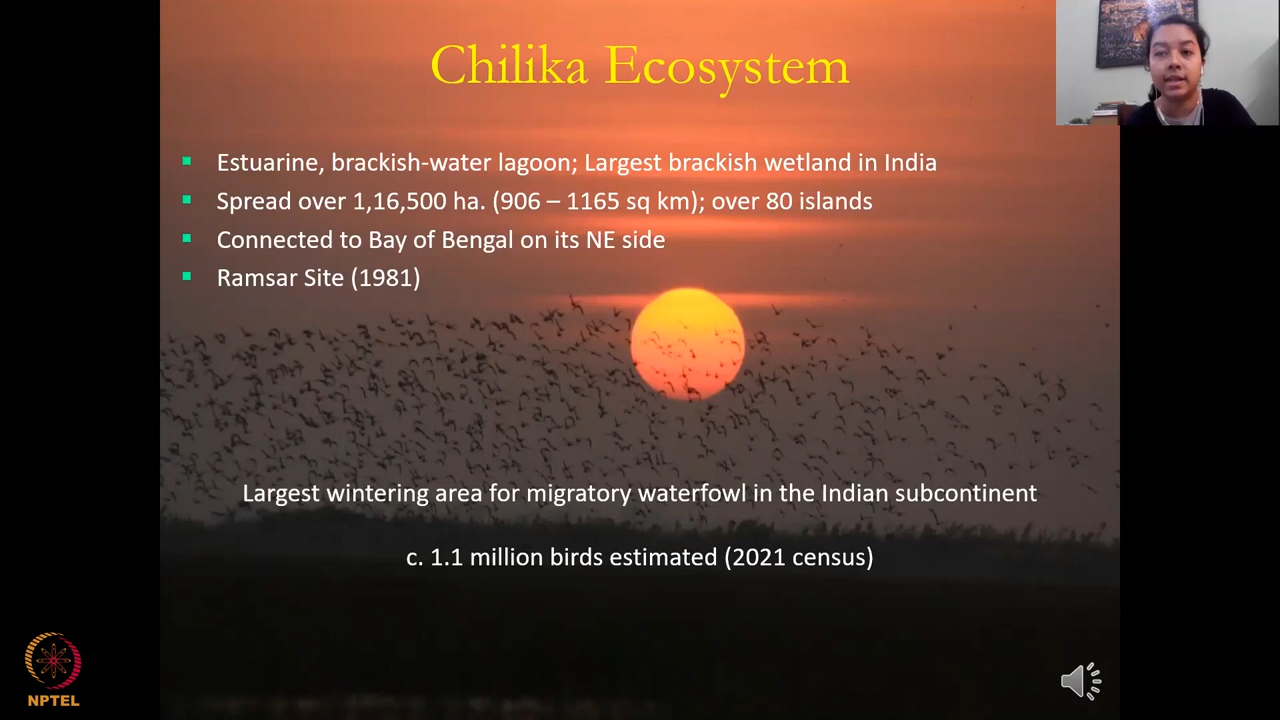 Chilika Ecosystem
Estuarine, brackish-water lagoon; Largest brackish wetland in India
Spread over 1,16,500 ha. (906 – 1165 sq km); over 80 islands
Connected to Bay of Bengal on its NE side
Ramsar Site (1981)
Largest wintering area for migratory waterfowl in the Indian subcontinent
c. 1.1 million birds estimated (2021 census)
NPTEL